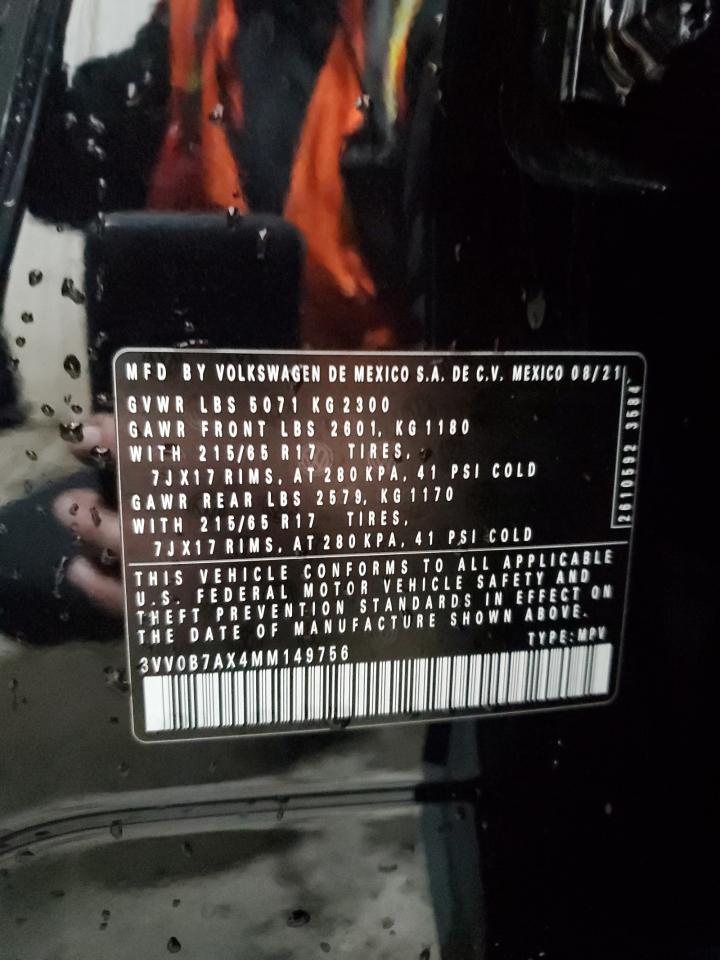 MFD BY VOLKSWAGEN DE MEXICO S.A. DE C.V. MEXICO 08/21
GVWR LBS 5071 KG 2300
GAWR FRONT LBS 2601, KG 1180
WITH 215/65 R17 TIRES,
7JX17 RIMS, AT 280 KPA, 41 PSI COLD
GAWR REAR LBS 2579, KG 1170
WITH 215/65 R17 TIRES,
7JX17 RIMS, AT 280 KPA, 41 PSI COLD
2610592 3584
THIS VEHICLE CONFORMS TO ALL APPLICABLE
U.S. FEDERAL MOTOR VEHICLE SAFETY AND
THEFT PREVENTION STANDARDS IN EFFECT ON
THE DATE OF MANUFACTURE SHOWN ABOVE.
TYPE: MPV
3VV0B7AX4MM149756